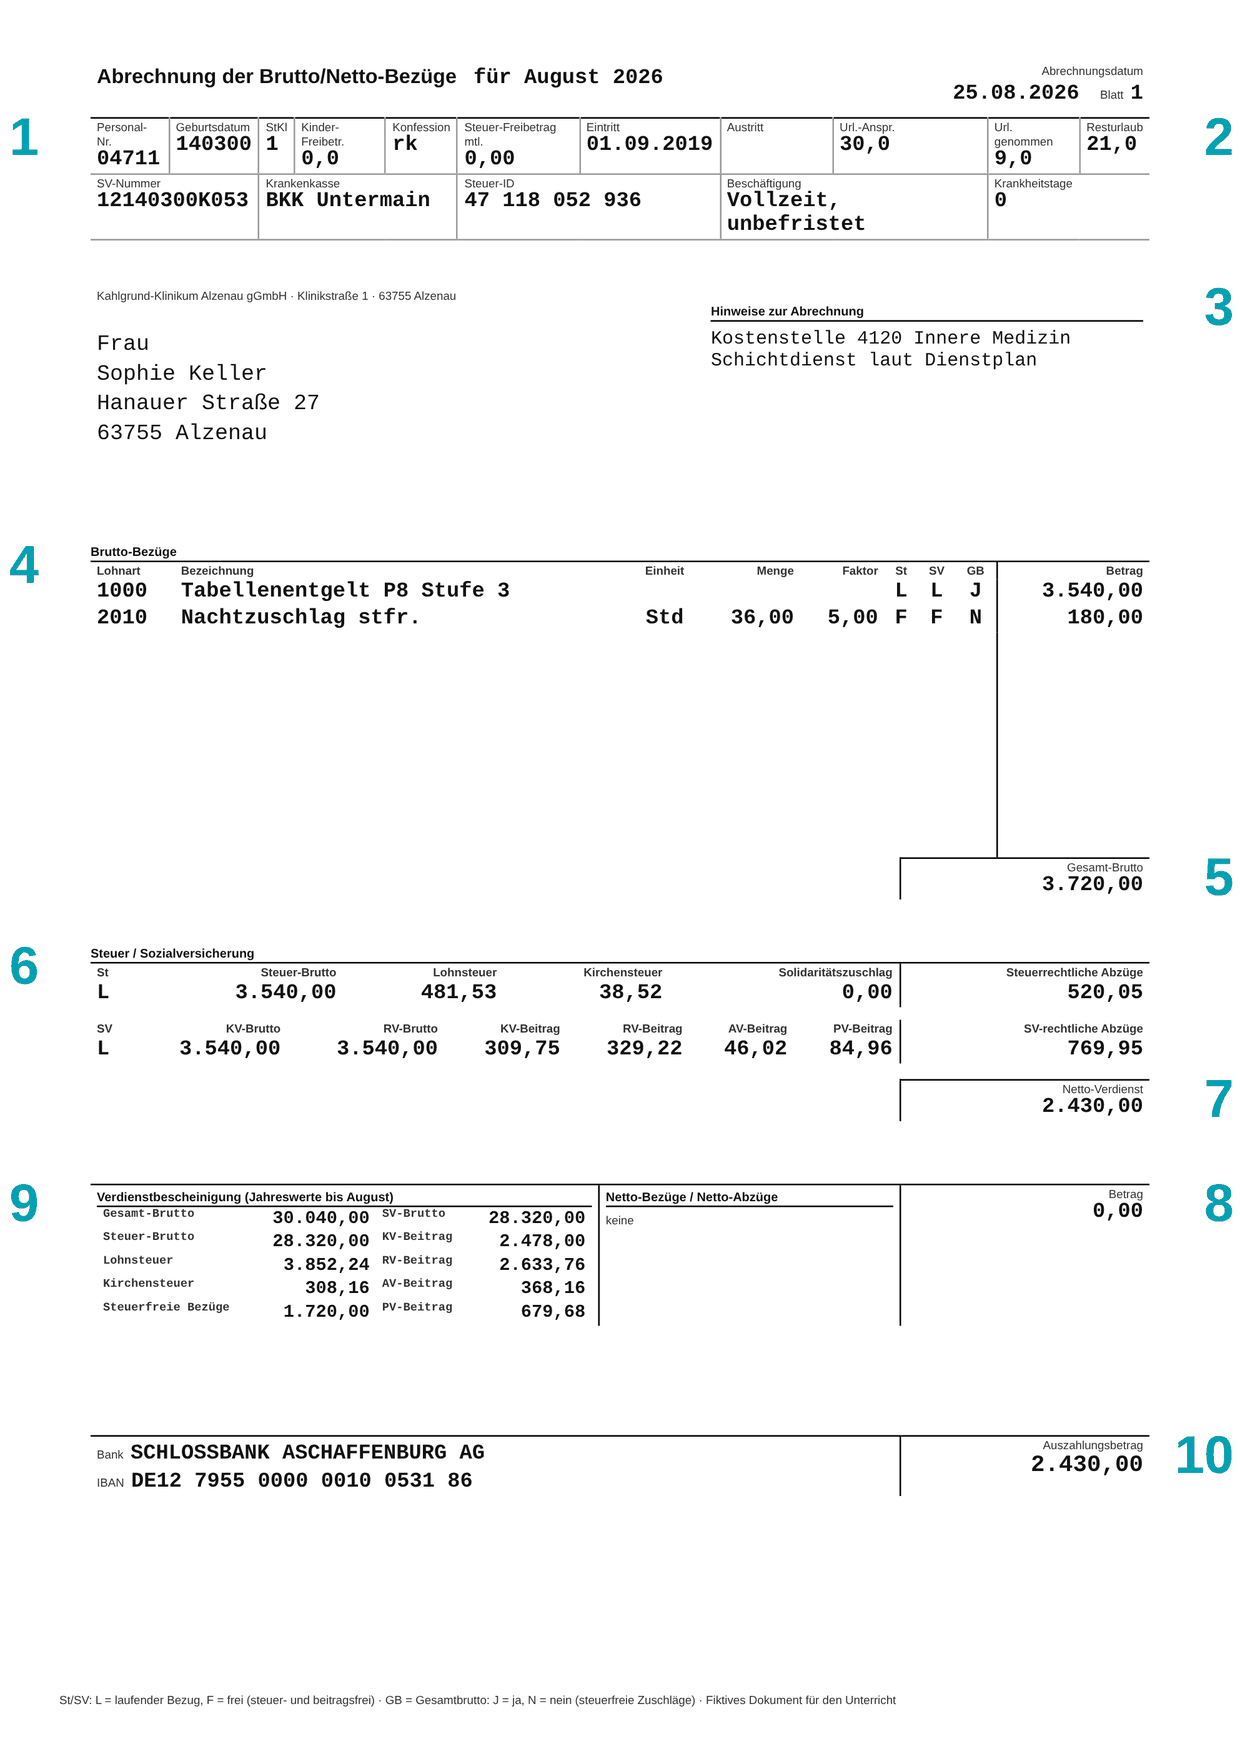 Abrechnung der Brutto/Netto-Bezüge für August 2026
Abrechnungsdatum
25.08.2026 Blatt 1
1
2
Personal-Nr. Geburtsdatum StKl Kinder-Freibetr. Konfession Steuer-Freibetrag mtl. Eintritt Austritt Url.-Anspr. Url. genommen Resturlaub
04711 140300 1 0,0 rk 0,00 01.09.2019 30,0 9,0 21,0
SV-Nummer Krankenkasse Steuer-ID Beschäftigung Krankheitstage
12140300K053 BKK Untermain 47 118 052 936 Vollzeit, 0
unbefristet
Kahlgrund-Klinikum Alzenau gGmbH · Klinikstraße 1 · 63755 Alzenau
3
Hinweise zur Abrechnung
Kostenstelle 4120 Innere Medizin
Schichtdienst laut Dienstplan
Frau
Sophie Keller
Hanauer Straße 27
63755 Alzenau
4
Brutto-Bezüge
Lohnart Bezeichnung Einheit Menge Faktor St SV GB Betrag
1000 Tabellenentgelt P8 Stufe 3 L L J 3.540,00
2010 Nachtzuschlag stfr. Std 36,00 5,00 F F N 180,00
Gesamt-Brutto
3.720,00
5
6
Steuer / Sozialversicherung
St Steuer-Brutto Lohnsteuer Kirchensteuer Solidaritätszuschlag Steuerrechtliche Abzüge
L 3.540,00 481,53 38,52 0,00 520,05
SV KV-Brutto RV-Brutto KV-Beitrag RV-Beitrag AV-Beitrag PV-Beitrag SV-rechtliche Abzüge
L 3.540,00 3.540,00 309,75 329,22 46,02 84,96 769,95
Netto-Verdienst
2.430,00
7
9
8
Verdienstbescheinigung (Jahreswerte bis August) Netto-Bezüge / Netto-Abzüge Betrag
Gesamt-Brutto 30.040,00 SV-Brutto 28.320,00 keine 0,00
Steuer-Brutto 28.320,00 KV-Beitrag 2.478,00
Lohnsteuer 3.852,24 RV-Beitrag 2.633,76
Kirchensteuer 308,16 AV-Beitrag 368,16
Steuerfreie Bezüge 1.720,00 PV-Beitrag 679,68
Bank SCHLOSSBANK ASCHAFFENBURG AG
IBAN DE12 7955 0000 0010 0531 86
Auszahlungsbetrag
2.430,00
10
St/SV: L = laufender Bezug, F = frei (steuer- und beitragsfrei) · GB = Gesamtbrutto: J = ja, N = nein (steuerfreie Zuschläge) · Fiktives Dokument für den Unterricht